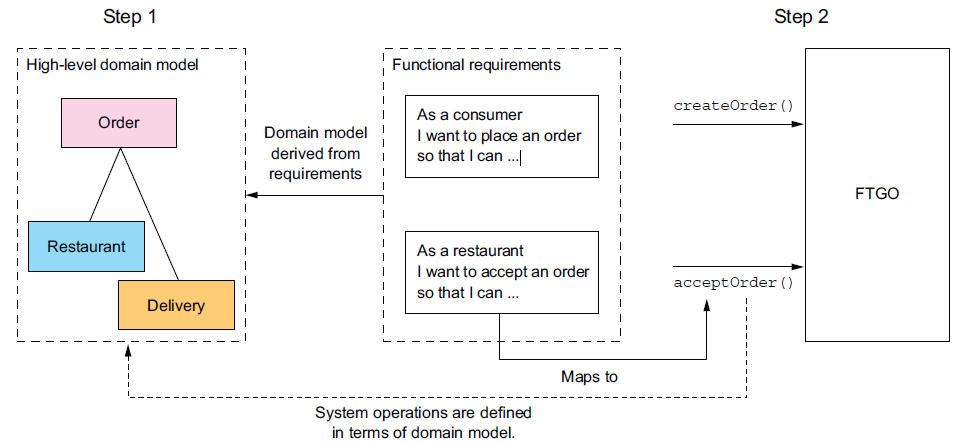 Step 1
Step 2
High-level domain model
Order
Restaurant
Delivery
Domain model
derived from
requirements
Functional requirements
As a consumer
I want to place an order
so that I can ...
As a restaurant
I want to accept an order
so that I can ...
createOrder()
acceptOrder()
FTGO
Maps to
System operations are defined
in terms of domain model.